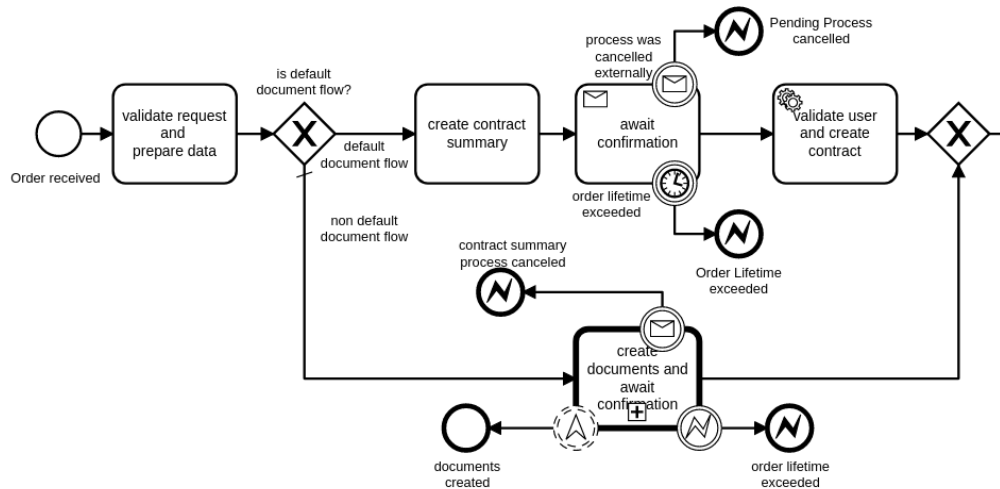 Pending Process
cancelled
process was
cancelled
externally
is default
document flow?
validate request
and
prepare data
create contract
summary
await
confirmation
validate user
and create
contract
default
document flow
Order received
order lifetime
exceeded
non default
document flow
Order Lifetime
exceeded
contract summary
process canceled
create
documents and
await
confirmation
documents
created
order lifetime
exceeded